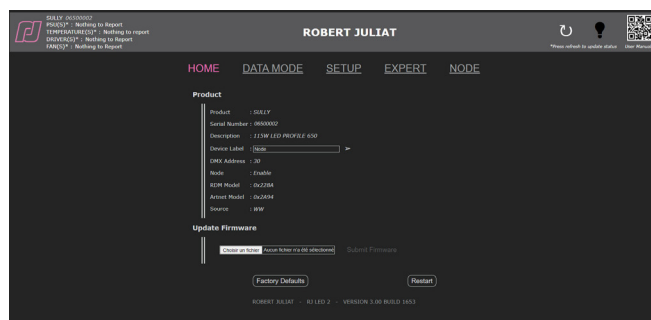 SULLY 06500002
PSU(S)* : Nothing to Report
TEMPERATURE(S)* : Nothing to report
DRIVER(S)* : Nothing to Report
FAN(S)* : Nothing to Report
ROBERT JULIAT
*Press refresh to update status
User Manual
HOME DATA MODE SETUP EXPERT NODE
Product
Product : SULLY
Serial Number : 06500002
Description : 115W LED PROFILE 650
Device Label : Node
DMX Address : 30
Node : Enable
RDM Model : 0x22BA
Artnet Model : 0x2A94
Source : WW
Update Firmware
Choisir un fichier Aucun fichier n'a été sélectionné Submit Firmware
Factory Defaults Restart
ROBERT JULIAT - RJ LED 2 - VERSION 3.00 BUILD 1653